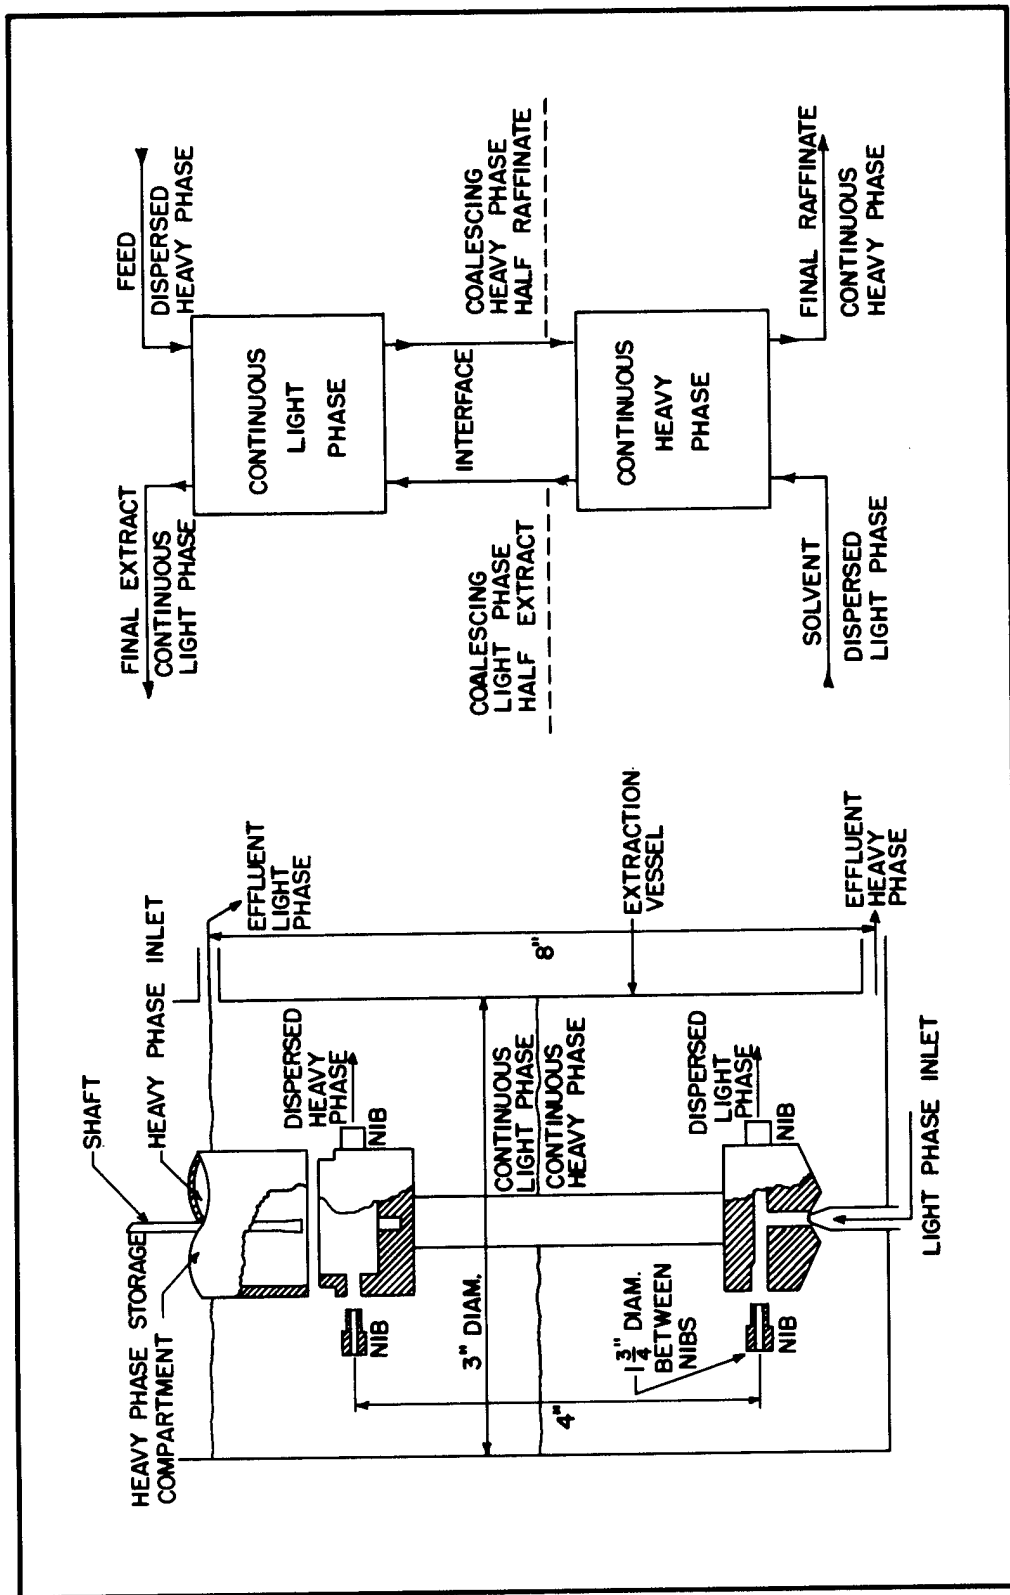 SHAFT
HEAVY PHASE INLET
HEAVY PHASE STORAGE
COMPARTMENT
EFFLUENT
LIGHT
PHASE
DISPERSED
HEAVY
PHASE
NIB
NIB
3" DIAM.
CONTINUOUS
LIGHT PHASE
CONTINUOUS
HEAVY PHASE
8"
EXTRACTION
VESSEL
4"
1 3/4" DIAM.
BETWEEN
NIBS
NIB
DISPERSED
LIGHT
PHASE
NIB
EFFLUENT
HEAVY
PHASE
LIGHT PHASE INLET
FINAL EXTRACT
CONTINUOUS
LIGHT PHASE
FEED
DISPERSED
HEAVY PHASE
CONTINUOUS
LIGHT
PHASE
COALESCING
LIGHT PHASE
HALF EXTRACT
INTERFACE
COALESCING
HEAVY PHASE
HALF RAFFINATE
CONTINUOUS
HEAVY
PHASE
SOLVENT
DISPERSED
LIGHT PHASE
FINAL RAFFINATE
CONTINUOUS
HEAVY PHASE